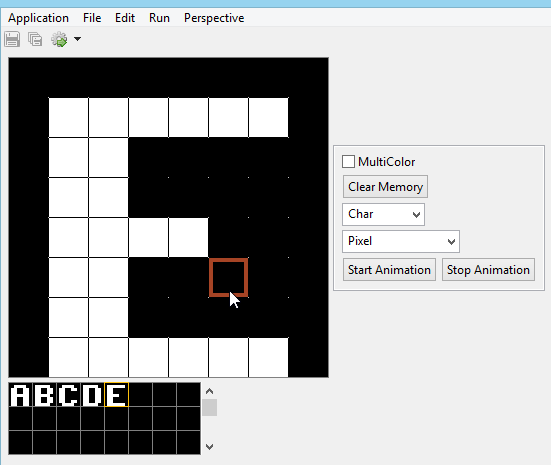 Application File Edit Run Perspective
MultiColor
Clear Memory
Char
Pixel
Start Animation Stop Animation
ABCDE